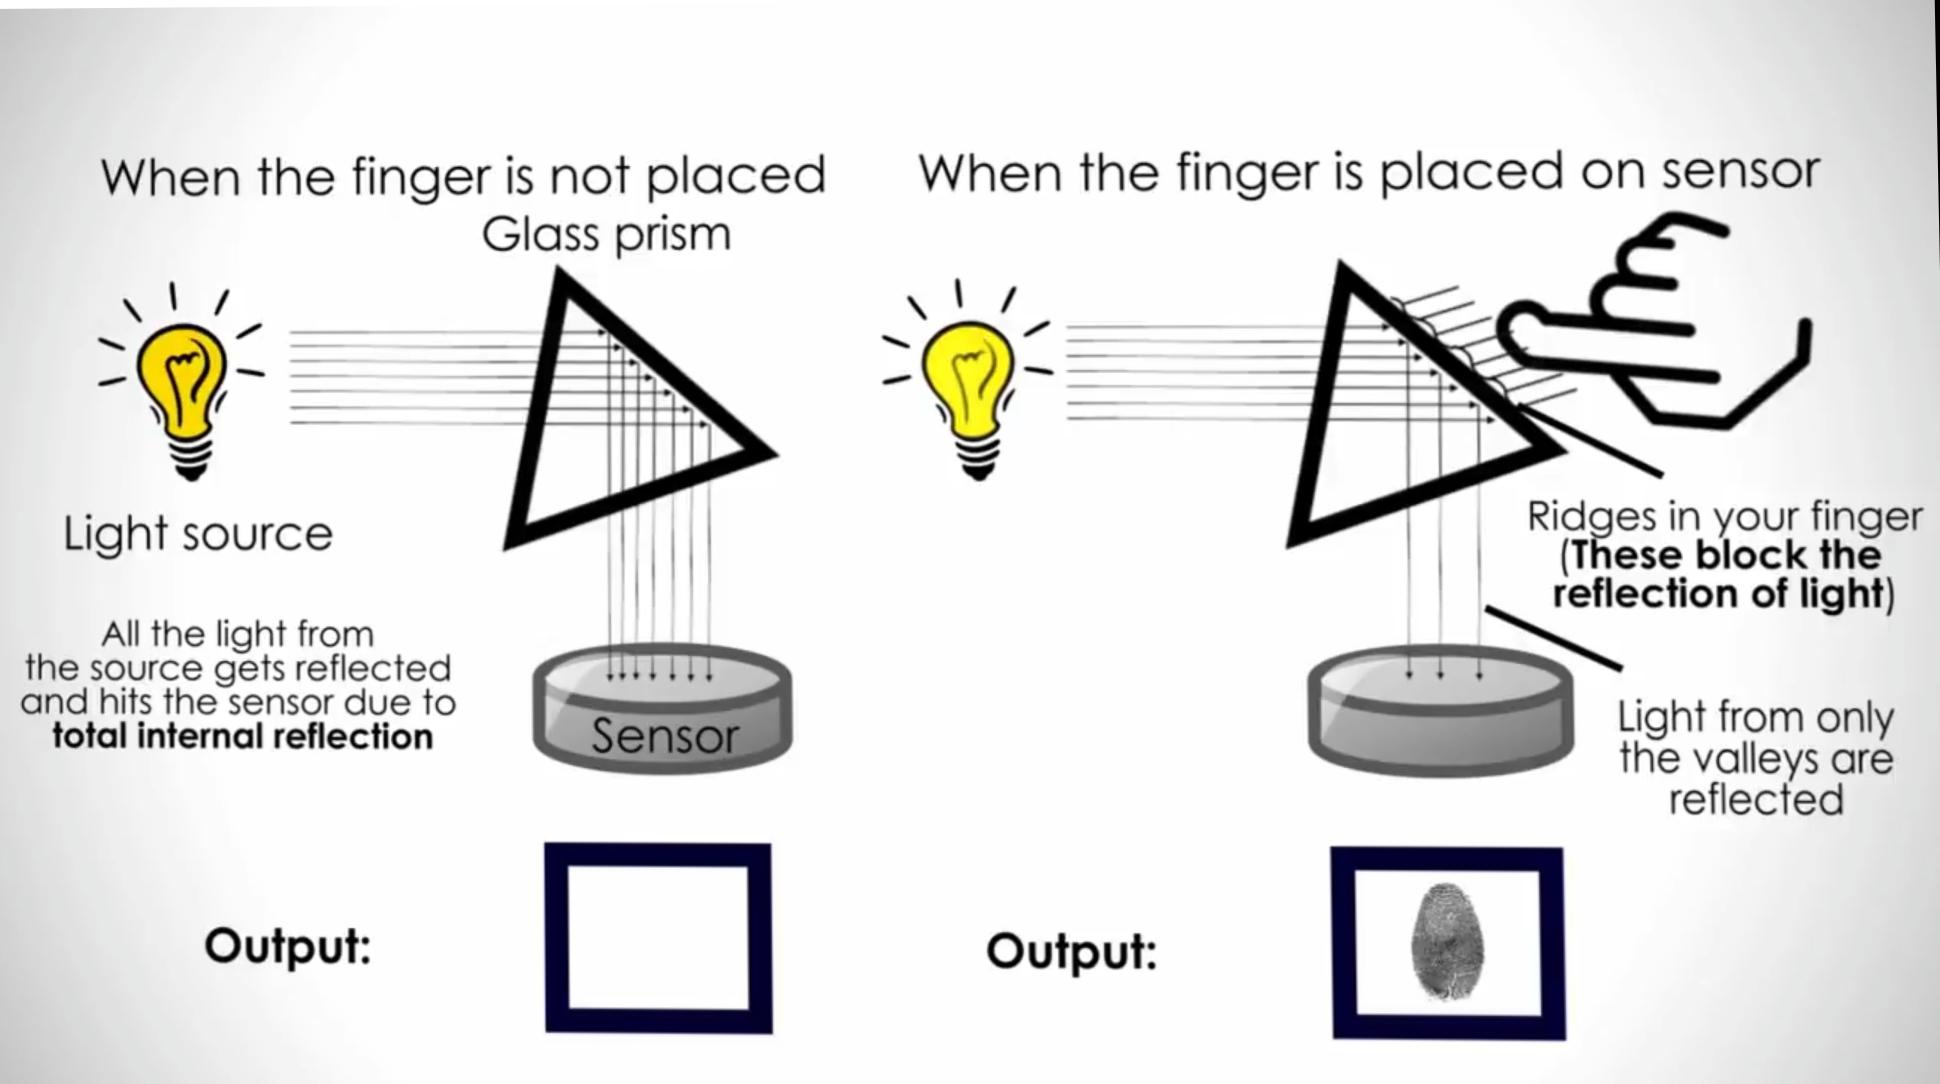 When the finger is not placed
Glass prism
Light source
All the light from
the source gets reflected
and hits the sensor due to
total internal reflection
Sensor
Output:
When the finger is placed on sensor
Ridges in your finger
(These block the
reflection of light)
Light from only
the valleys are
reflected
Output: